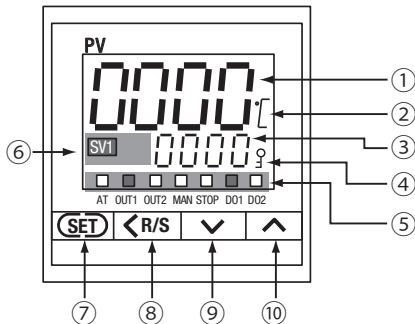 PV
0000
①
②
③
⑥ SV1 0000
④
⑤
AT OUT1 OUT2 MAN STOP DO1 DO2
SET <R/S
⑦ ⑧ ⑨ ⑩